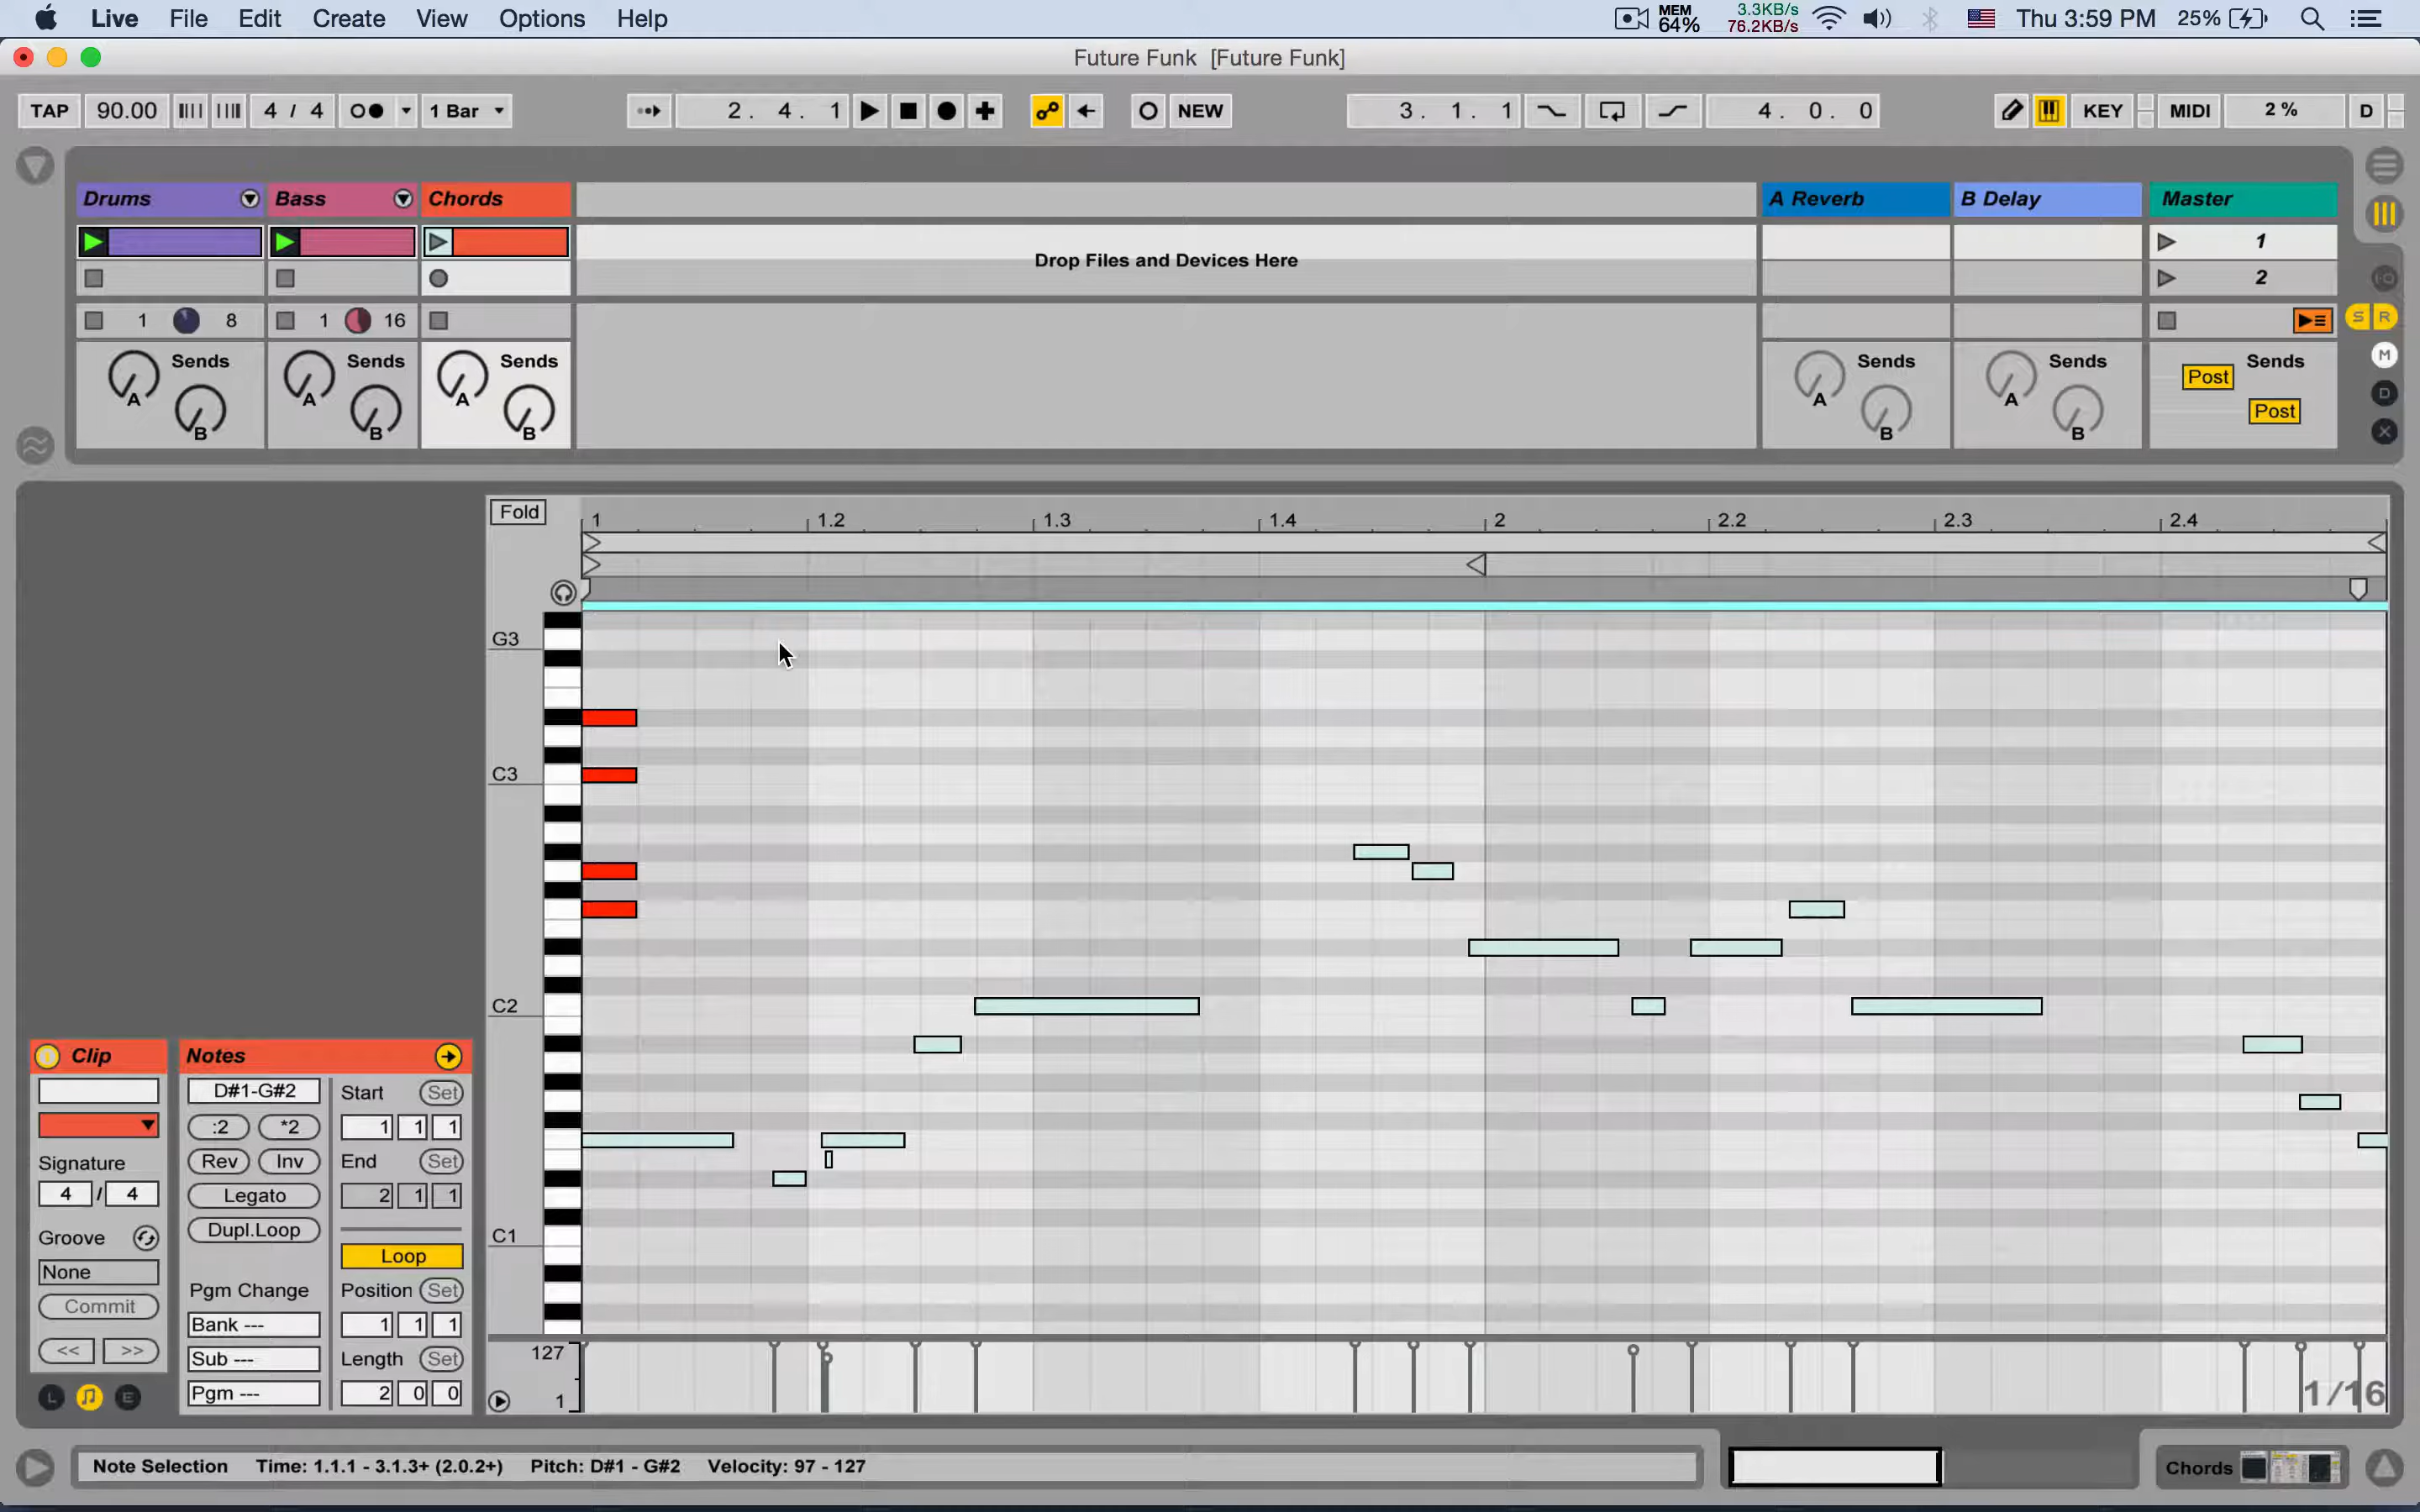 Live File Edit Create View Options Help MEM 64% 3.3KB/s 76.2KB/s Thu 3:59 PM 25%
Future Funk [Future Funk]
TAP 90.00 4 / 4 1 Bar 2. 4. 1 NEW 3. 1. 1 4. 0. 0 KEY MIDI 2 % D
Drums Bass Chords A Reverb B Delay Master
Drop Files and Devices Here
1
2
1 8 1 16 S R
Sends Sends Sends Sends Sends Sends
A B A B A B A B A B Post Post
M
D
X
Fold 1 1.2 1.3 1.4 2 2.2 2.3 2.4
G3
C3
C2
C1
Clip Notes
D#1-G#2 Start Set
:2 *2 1 1 1
Signature Rev Inv End Set
4 / 4 Legato 2 1 1
Groove Dupl.Loop
None Loop
Commit Pgm Change Position Set
Bank --- 1 1 1
<< >> Sub --- Length Set
L E Pgm --- 2 0 0
127
1
1/16
Note Selection Time: 1.1.1 - 3.1.3+ (2.0.2+) Pitch: D#1 - G#2 Velocity: 97 - 127 Chords